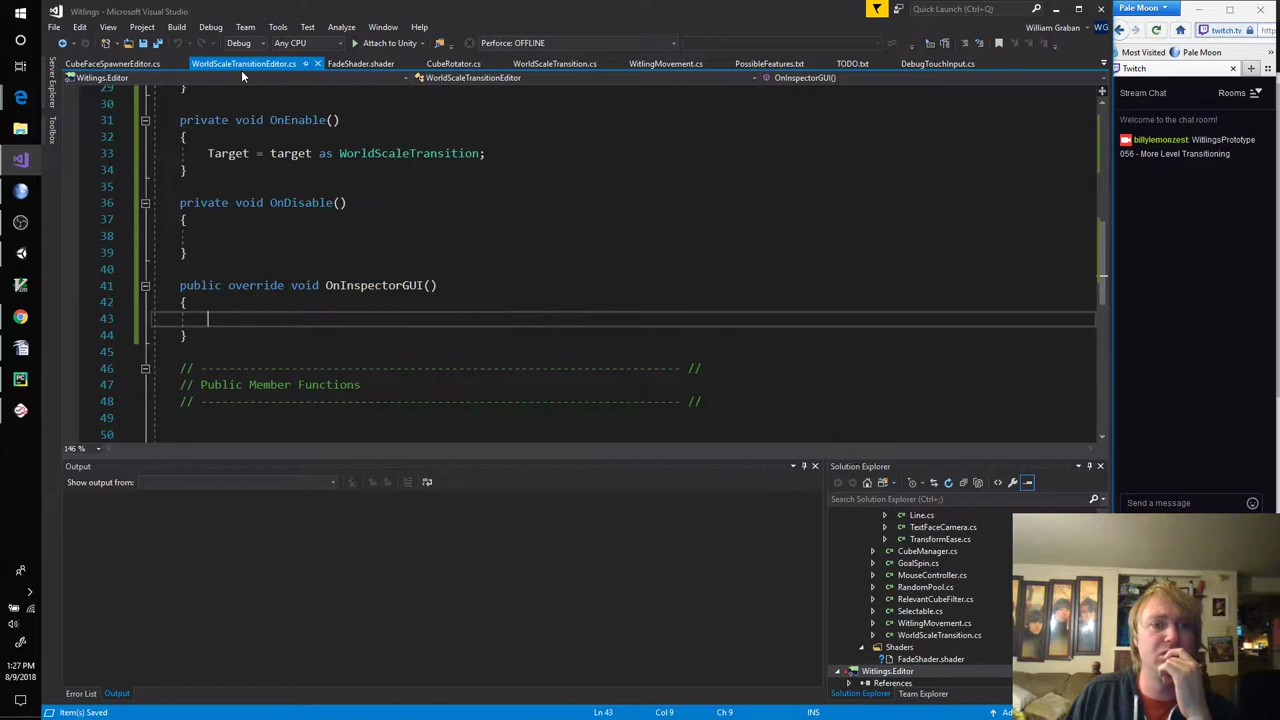 Witlings - Microsoft Visual Studio
Quick Launch (Ctrl+Q)
File Edit View Project Build Debug Team Tools Test Analyze Window Help
William Graban WG
Debug Any CPU Attach to Unity Perforce: OFFLINE
CubeFaceSpawnerEditor.cs WorldScaleTransitionEditor.cs FadeShader.shader CubeRotator.cs WorldScaleTransition.cs WitlingMovement.cs PossibleFeatures.txt TODO.txt DebugTouchInput.cs
Witlings.Editor WorldScaleTransitionEditor OnInspectorGUI()
Server Explorer
Toolbox
29 }
30
31 private void OnEnable()
32 {
33 Target = target as WorldScaleTransition;
34 }
35
36 private void OnDisable()
37 {
38
39 }
40
41 public override void OnInspectorGUI()
42 {
43
44 }
45
46 // --------------------------------------------------------------------- //
47 // Public Member Functions
48 // --------------------------------------------------------------------- //
49
50
146 %
Output
Show output from:
Error List Output
Solution Explorer
Search Solution Explorer (Ctrl+;)
Line.cs
TextFaceCamera.cs
TransformEase.cs
CubeManager.cs
GoalSpin.cs
MouseController.cs
RandomPool.cs
RelevantCubeFilter.cs
Selectable.cs
WitlingMovement.cs
WorldScaleTransition.cs
Shaders
FadeShader.shader
Witlings.Editor
References
Solution Explorer Team Explorer
Item(s) Saved Ln 43 Col 9 Ch 9 INS
Pale Moon
twitch.tv
Most Visited Pale Moon
Twitch
Stream Chat Rooms
Welcome to the chat room!
billylemonzest: WitlingsPrototype
056 - More Level Transitioning
Send a message
1:27 PM
8/9/2018